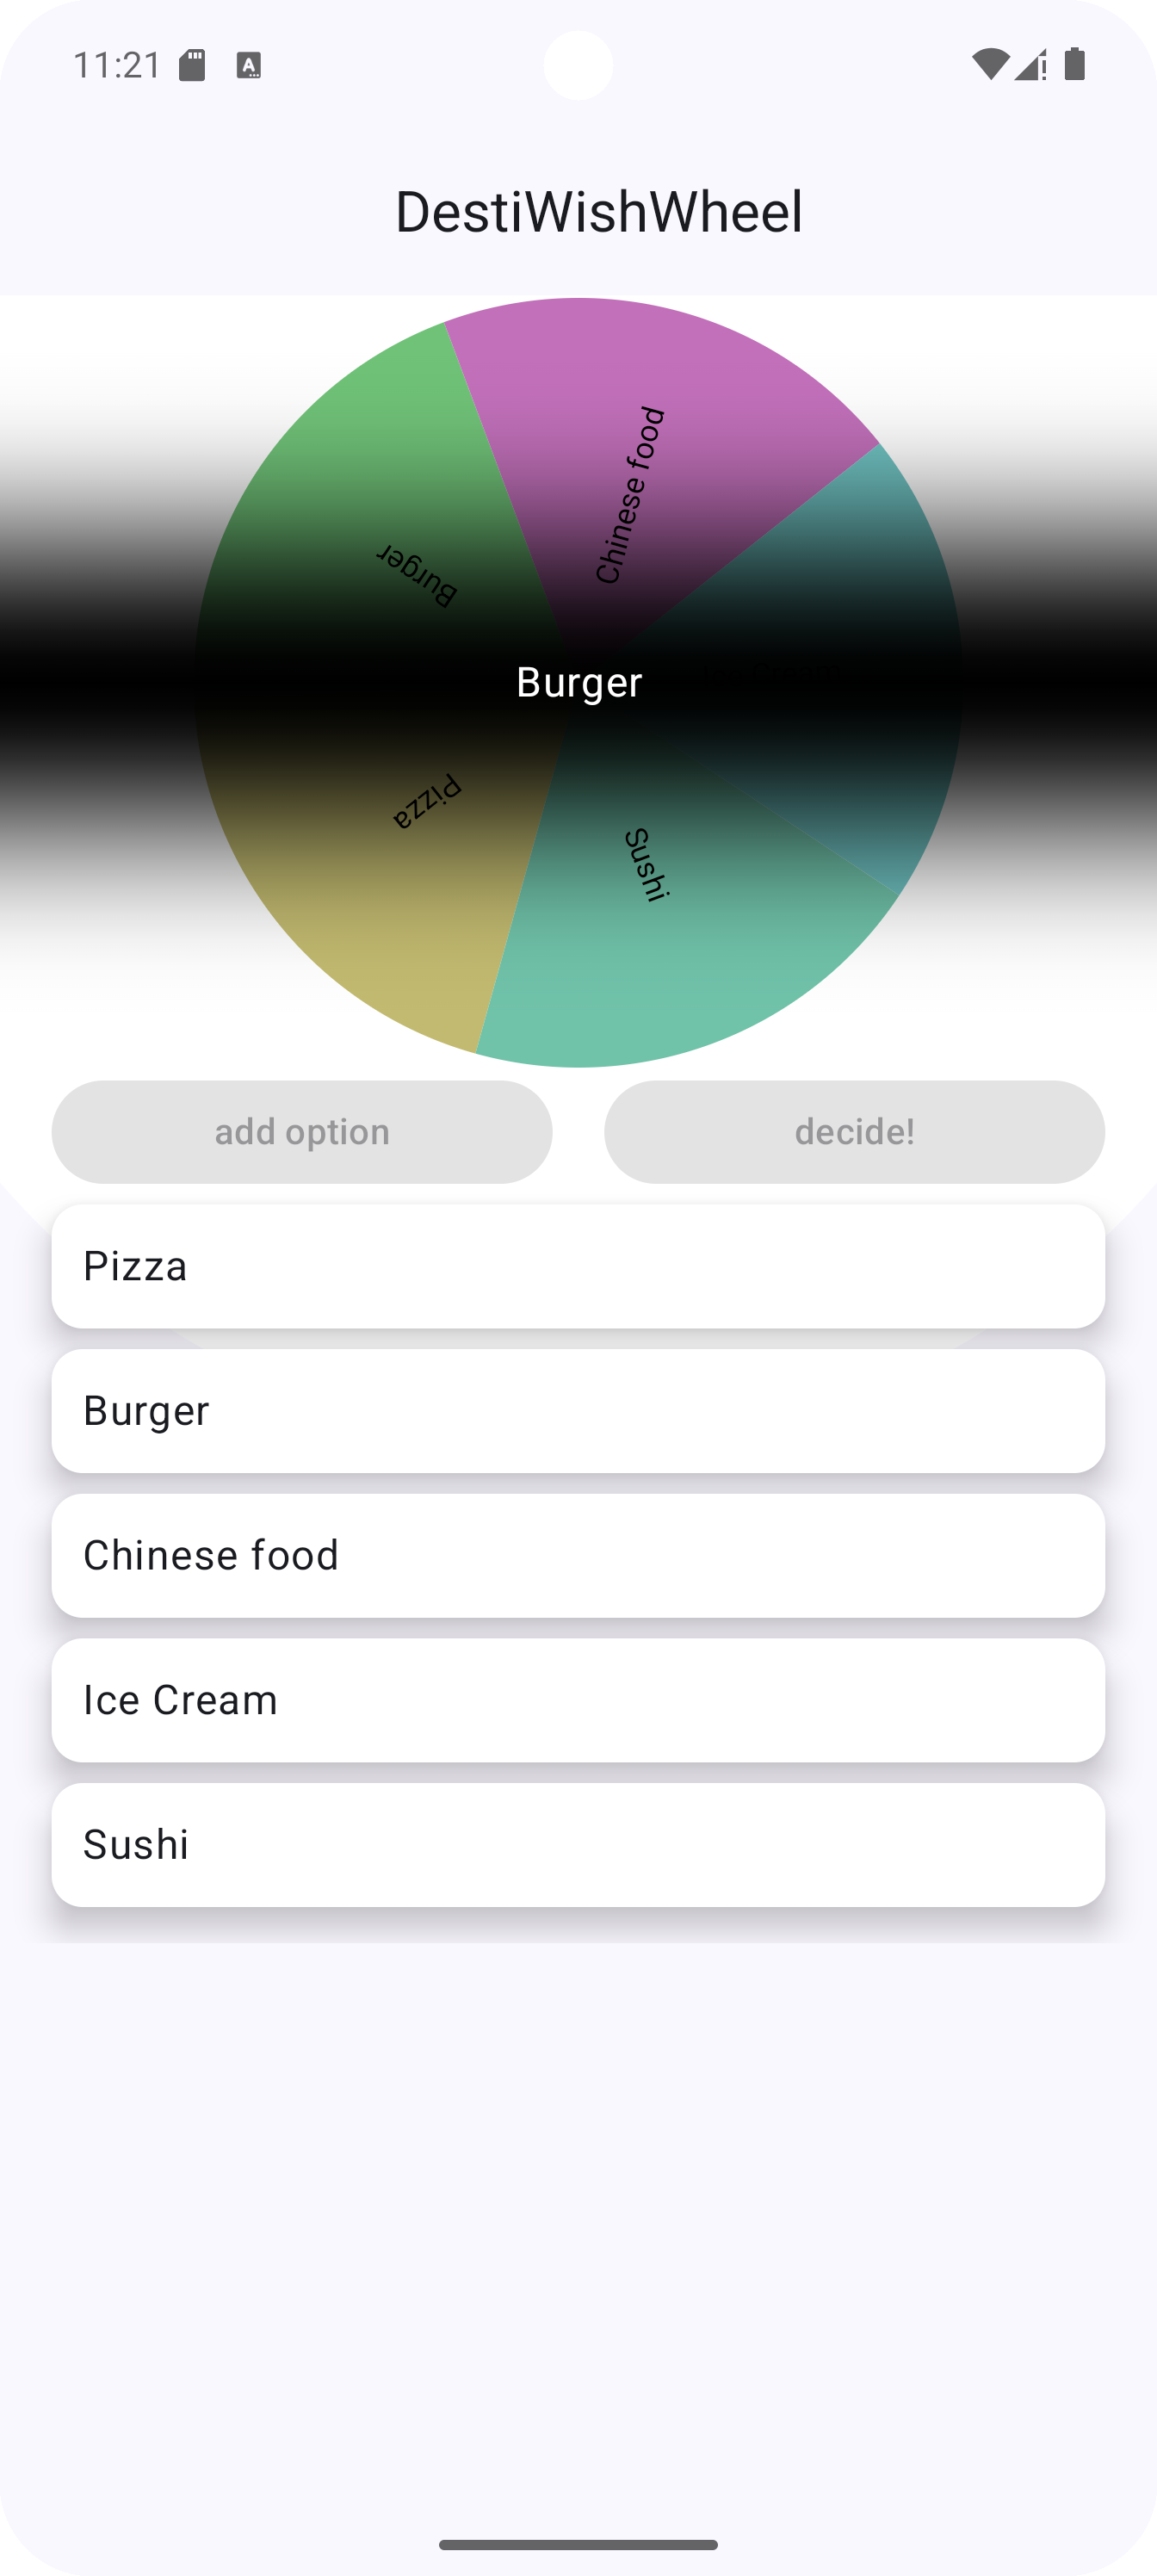 11:21
DestiWishWheel
Chinese food
Burger
Burger
Pizza
Sushi
add option
decide!
Pizza
Burger
Chinese food
Ice Cream
Sushi